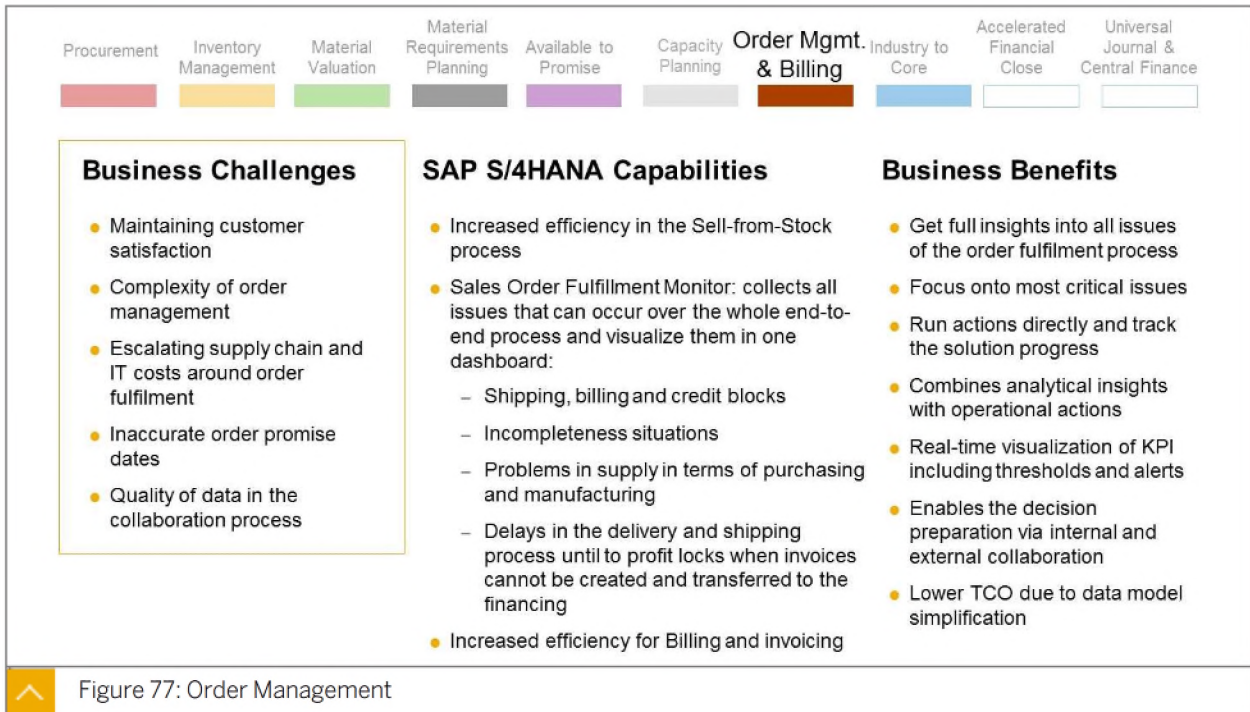 Procurement
Inventory
Management
Material
Valuation
Material
Requirements
Planning
Available to
Promise
Capacity
Planning
Order Mgmt.
& Billing
Industry to
Core
Accelerated
Financial
Close
Universal
Journal &
Central Finance
Business Challenges
• Maintaining customer
satisfaction
• Complexity of order
management
• Escalating supply chain and
IT costs around order
fulfilment
• Inaccurate order promise
dates
• Quality of data in the
collaboration process
SAP S/4HANA Capabilities
• Increased efficiency in the Sell-from-Stock
process
• Sales Order Fulfillment Monitor: collects all
issues that can occur over the whole end-to-
end process and visualize them in one
dashboard:
– Shipping, billing and credit blocks
– Incompleteness situations
– Problems in supply in terms of purchasing
and manufacturing
– Delays in the delivery and shipping
process until to profit locks when invoices
cannot be created and transferred to the
financing
• Increased efficiency for Billing and invoicing
Business Benefits
• Get full insights into all issues
of the order fulfilment process
• Focus onto most critical issues
• Run actions directly and track
the solution progress
• Combines analytical insights
with operational actions
• Real-time visualization of KPI
including thresholds and alerts
• Enables the decision
preparation via internal and
external collaboration
• Lower TCO due to data model
simplification
Figure 77: Order Management